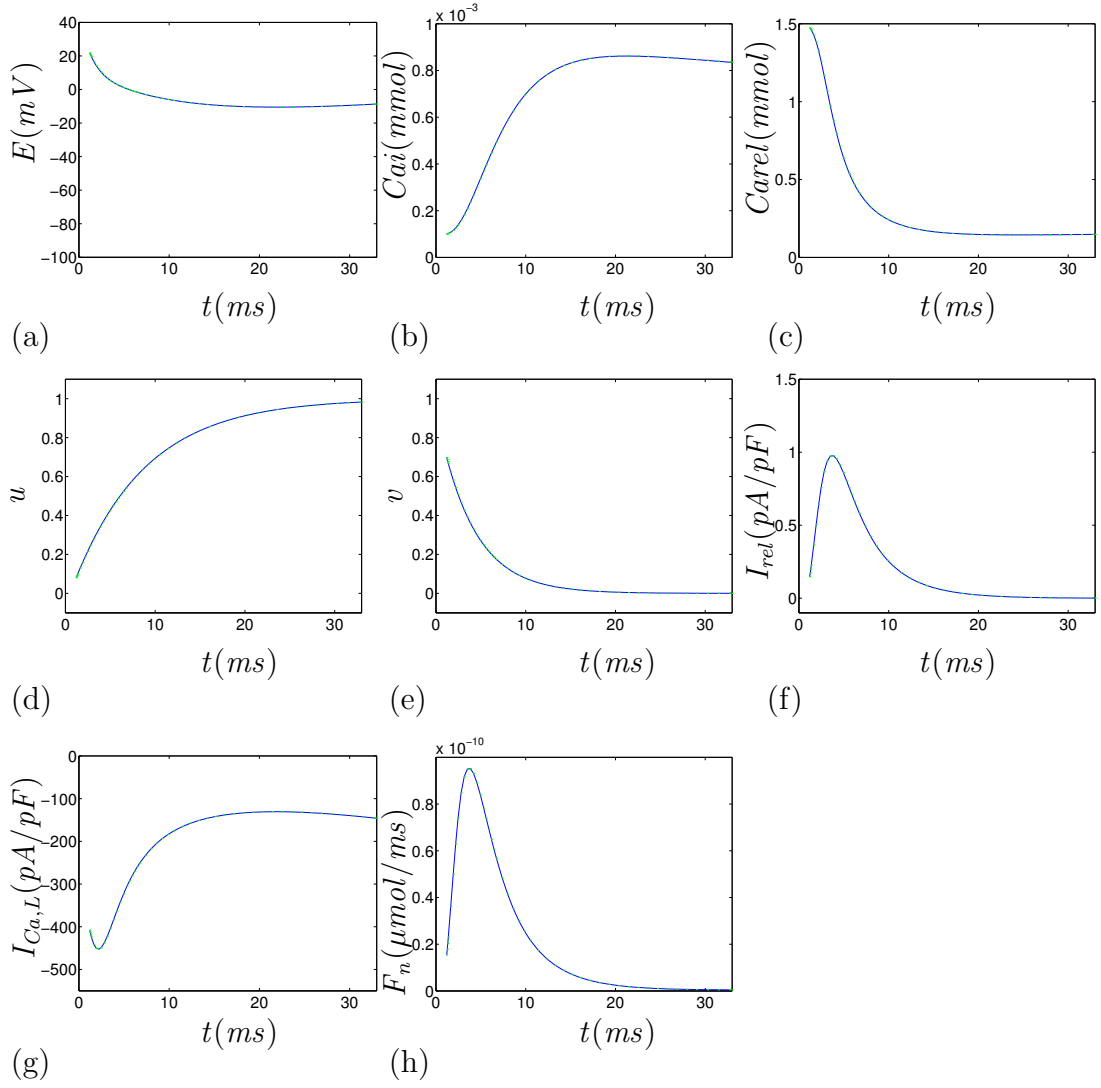 40
20
0
−20
−40
−60
−80
−100
0 10 20 30
E(mV)
t(ms)
(a)
x 10−3
1
0.8
0.6
0.4
0.2
0
0 10 20 30
Cai(mmol)
t(ms)
(b)
1.5
1
0.5
0
0 10 20 30
Carel(mmol)
t(ms)
(c)
1
0.8
0.6
0.4
0.2
0
0 10 20 30
u
t(ms)
(d)
1
0.8
0.6
0.4
0.2
0
0 10 20 30
v
t(ms)
(e)
1.5
1
0.5
0
0 10 20 30
Irel(pA/pF)
t(ms)
(f)
0
−100
−200
−300
−400
−500
0 10 20 30
ICa,L(pA/pF)
t(ms)
(g)
x 10−10
0.8
0.6
0.4
0.2
0
0 10 20 30
Fn(μmol/ms)
t(ms)
(h)